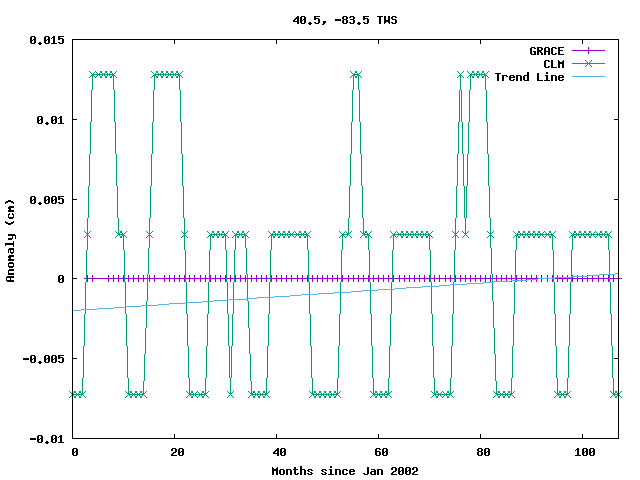 40.5, -83.5 TWS
0.015
0.01
0.005
0
-0.005
-0.01
Anomaly (cm)
GRACE
CLM
Trend Line
0 20 40 60 80 100
Months since Jan 2002